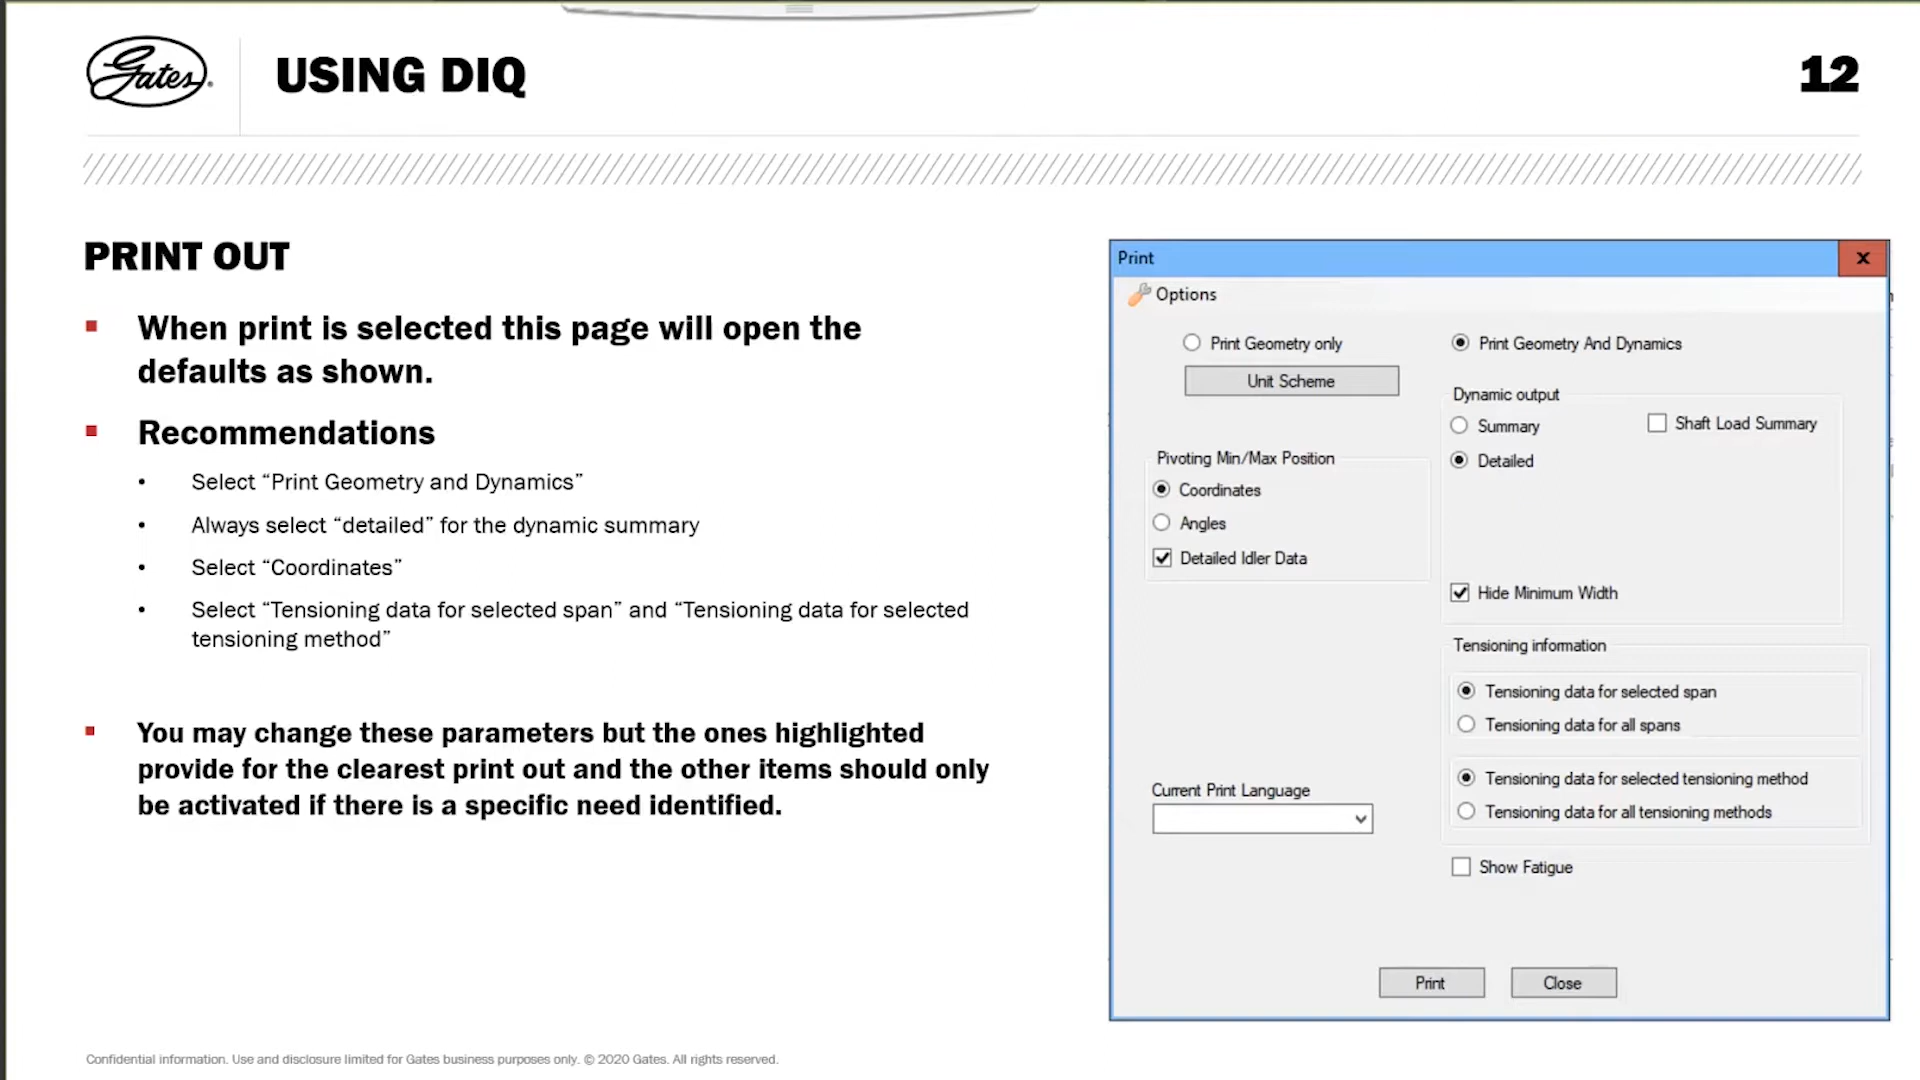 Gates
USING DIQ
12
PRINT OUT
When print is selected this page will open the
defaults as shown.
Recommendations
Select “Print Geometry and Dynamics”
Always select “detailed” for the dynamic summary
Select “Coordinates”
Select “Tensioning data for selected span” and “Tensioning data for selected
tensioning method”
You may change these parameters but the ones highlighted
provide for the clearest print out and the other items should only
be activated if there is a specific need identified.
Print
x
Options
Print Geometry only
Print Geometry And Dynamics
Unit Scheme
Dynamic output
Summary
Shaft Load Summary
Detailed
Pivoting Min/Max Position
Coordinates
Angles
Detailed Idler Data
Hide Minimum Width
Tensioning information
Tensioning data for selected span
Tensioning data for all spans
Tensioning data for selected tensioning method
Tensioning data for all tensioning methods
Current Print Language
Show Fatigue
Print
Close
Confidential information. Use and disclosure limited for Gates business purposes only. © 2020 Gates. All rights reserved.